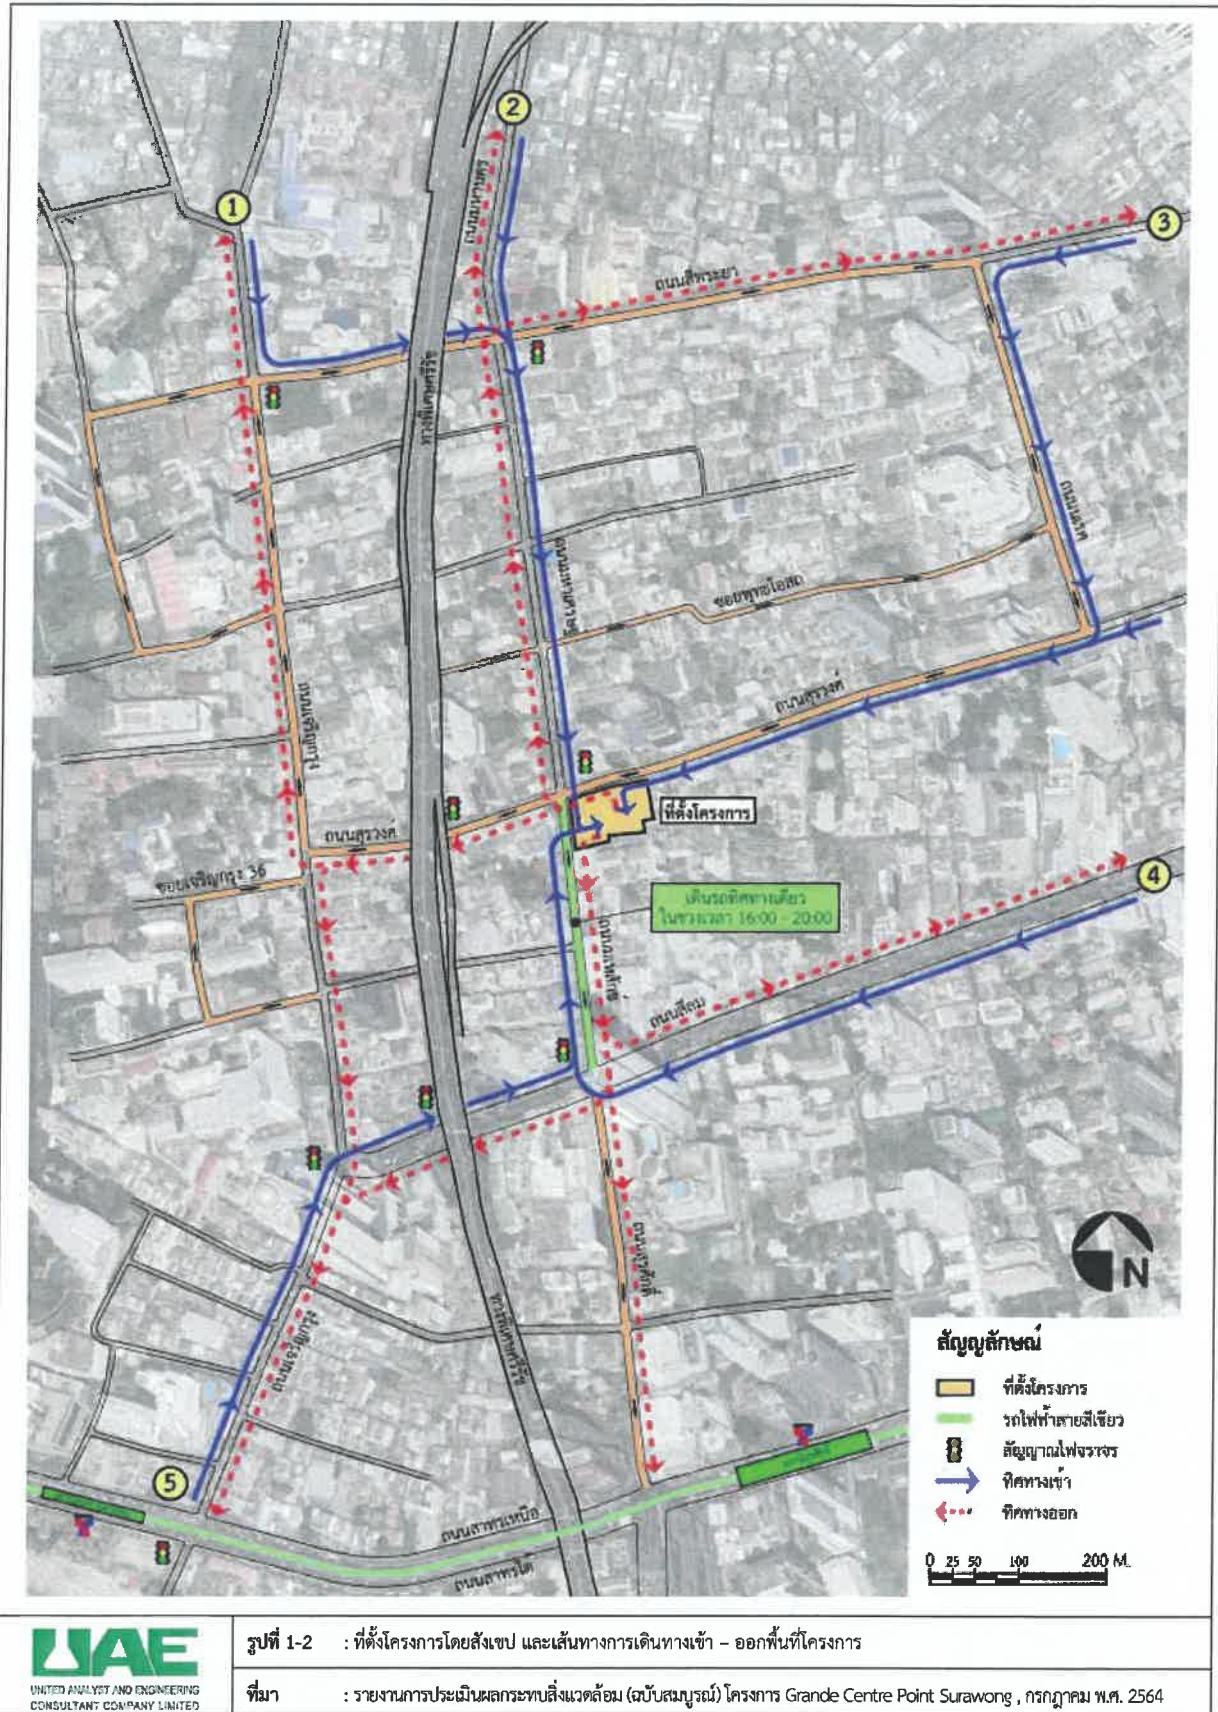 2
1
3
ถนนมหานคร
ถนนสี่พระยา
ทางพิเศษศรีรัช
ถนนนเรศ
ถนนมหาเศรษฐ์
ซอยพุทธโอสถ
ถนนสุรวงศ์
ถนนเจริญกรุง
ที่ตั้งโครงการ
ถนนสุรวงศ์
ซอยเจริญกรุง 36
4
เดินรถทิศทางเดียว
ในช่วงเวลา 16:00 - 20:00
ถนนสีลม
ถนนสุรศักดิ์
ทางพิเศษศรีรัช
ถนนเจริญกรุง
5
ถนนสาทรเหนือ
ถนนสาทรใต้
N
สัญญูลักษณ์
ที่ตั้งโครงการ
รถไฟฟ้าสายสีเขียว
สัญญาณไฟจราจร
ทิศทางเข้า
ทิศทางออก
0 25 50 100 200 M.
UAE
UNITED ANALYST AND ENGINEERING
CONSULTANT COMPANY LIMITED
รูปที่ 1-2 : ที่ตั้งโครงการโดยสังเขป และเส้นทางการเดินทางเข้า – ออกพื้นที่โครงการ
ที่มา : รายงานการประเมินผลกระทบสิ่งแวดล้อม (ฉบับสมบูรณ์) โครงการ Grande Centre Point Surawong , กรกฎาคม พ.ศ. 2564